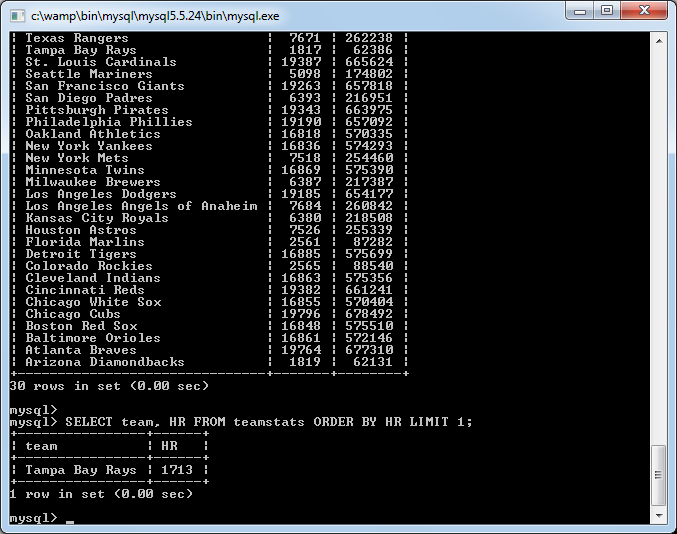 c:\wamp\bin\mysql\mysql5.5.24\bin\mysql.exe
| Texas Rangers | 7671 | 262238 |
| Tampa Bay Rays | 1817 | 62386 |
| St. Louis Cardinals | 19387 | 665624 |
| Seattle Mariners | 5098 | 174802 |
| San Francisco Giants | 19263 | 657818 |
| San Diego Padres | 6393 | 216951 |
| Pittsburgh Pirates | 19343 | 663975 |
| Philadelphia Phillies | 19190 | 657092 |
| Oakland Athletics | 16818 | 570335 |
| New York Yankees | 16836 | 574293 |
| New York Mets | 7518 | 254460 |
| Minnesota Twins | 16869 | 575390 |
| Milwaukee Brewers | 6387 | 217387 |
| Los Angeles Dodgers | 19185 | 654177 |
| Los Angeles Angels of Anaheim | 7684 | 260842 |
| Kansas City Royals | 6380 | 218508 |
| Houston Astros | 7526 | 255339 |
| Florida Marlins | 2561 | 87282 |
| Detroit Tigers | 16885 | 575699 |
| Colorado Rockies | 2565 | 88540 |
| Cleveland Indians | 16863 | 575356 |
| Cincinnati Reds | 19382 | 661241 |
| Chicago White Sox | 16855 | 570404 |
| Chicago Cubs | 19796 | 678492 |
| Boston Red Sox | 16848 | 575510 |
| Baltimore Orioles | 16861 | 572146 |
| Atlanta Braves | 19764 | 677310 |
| Arizona Diamondbacks | 1819 | 62131 |
+-------------------------------+-------+--------+
30 rows in set (0.00 sec)
mysql>
mysql> SELECT team, HR FROM teamstats ORDER BY HR LIMIT 1;
+----------------+------+
| team | HR |
+----------------+------+
| Tampa Bay Rays | 1713 |
+----------------+------+
1 row in set (0.00 sec)
mysql> _